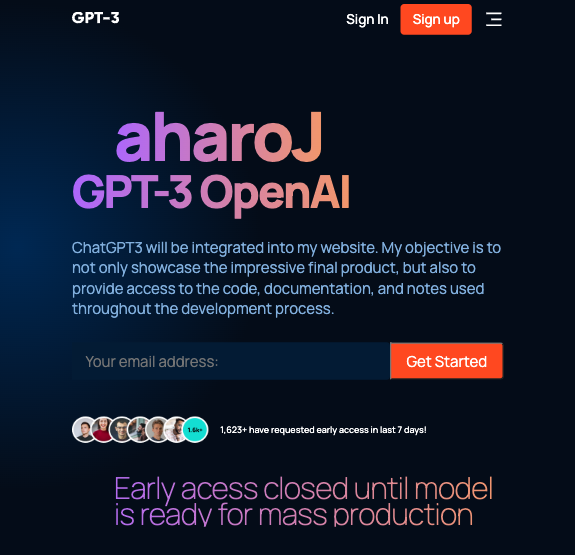 GPT-3
Sign In
Sign up
aharoJ
GPT-3 OpenAI
ChatGPT3 will be integrated into my website. My objective is to
not only showcase the impressive final product, but also to
provide access to the code, documentation, and notes used
throughout the development process.
Your email address:
Get Started
1.6k+
1,623+ have requested early access in last 7 days!
Early acess closed until model
is ready for mass production